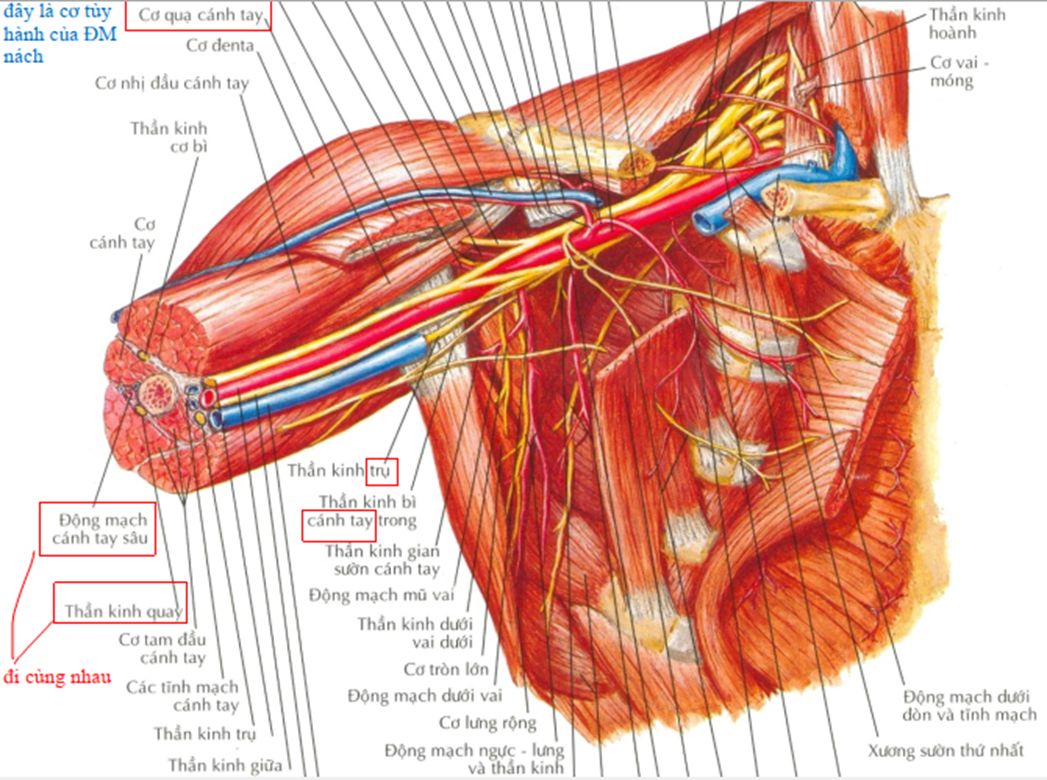 đây là cơ tùy
hành của ĐM
nách
Cơ quạ cánh tay
Cơ đenta
Cơ nhị đầu cánh tay
Thần kinh
cơ bì
Cơ
cánh tay
Thần kinh
hoành
Cơ vai -
móng
Thần kinh trụ
Thần kinh bì
cánh tay trong
Thần kinh gian
sườn cánh tay
Động mạch mũ vai
Thần kinh dưới
vai dưới
Cơ tròn lớn
Động mạch dưới vai
Cơ lưng rộng
Động mạch ngực - lưng
và thần kinh
Động mạch
cánh tay sâu
Thần kinh quay
đi cùng nhau
Cơ tam đầu
cánh tay
Các tĩnh mạch
cánh tay
Thần kinh trụ
Thần kinh giữa
Động mạch dưới
đòn và tĩnh mạch
Xương sườn thứ nhất